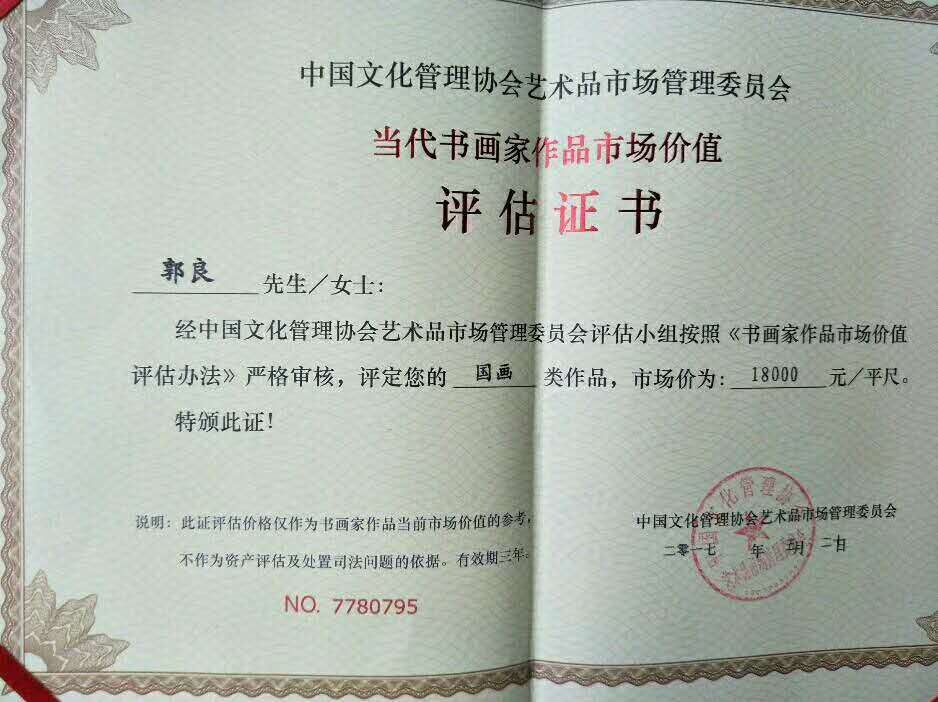 中国文化管理协会艺术品市场管理委员会
当代书画家作品市场价值
评估证书
郭良 先生／女士:
经中国文化管理协会艺术品市场管理委员会评估小组按照《书画家作品市场价值
评估办法》严格审核，评定您的 国画 类作品，市场价为: 18000 元／平尺。
特颁此证!
说明: 此证评估价格仅作为书画家作品当前市场价值的参考，
不作为资产评估及处置司法问题的依据。有效期三年。
NO. 7780795
中国文化管理协会艺术品市场管理委员会
二零一七 年 月 二十日